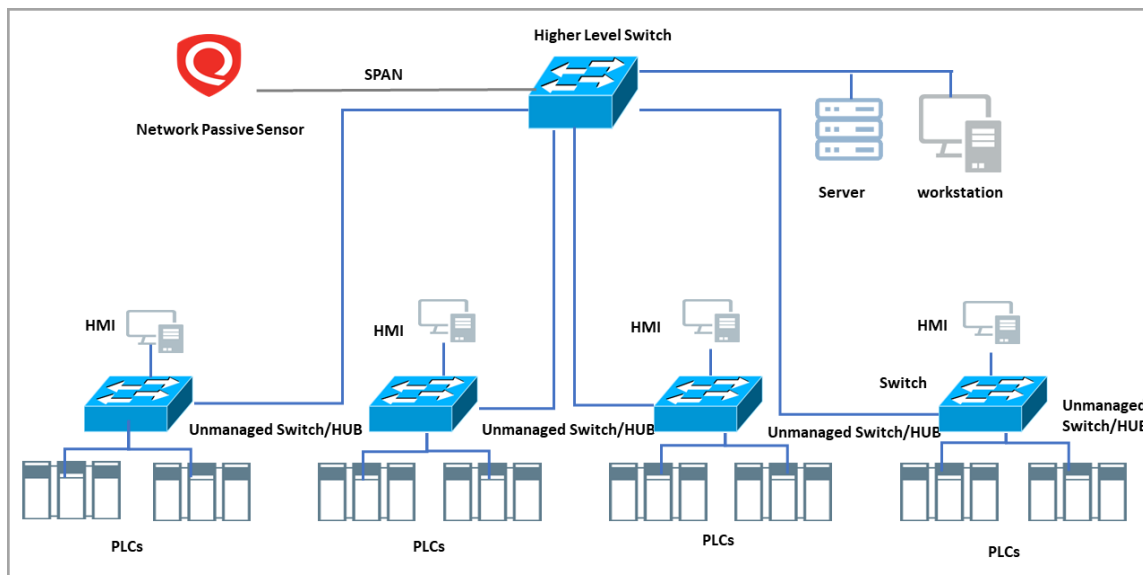 Higher Level Switch
SPAN
Network Passive Sensor
Server
workstation
HMI
HMI
HMI
HMI
Switch
Unmanaged Switch/HUB
Unmanaged Switch/HUB
Unmanaged Switch/HUB
Unmanaged
Switch/HUB
PLCs
PLCs
PLCs
PLCs